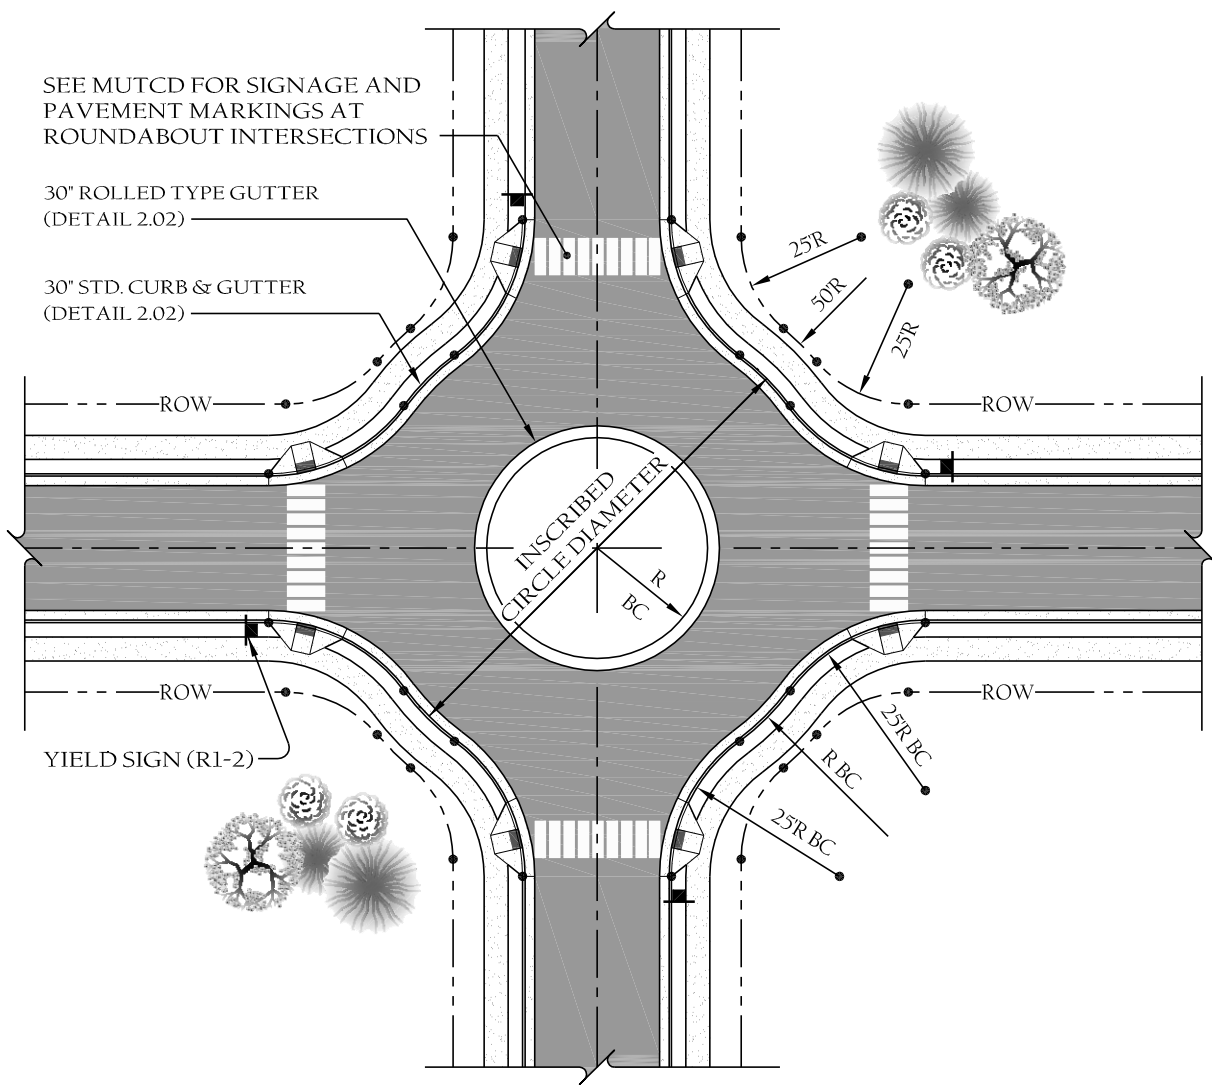 SEE MUTCD FOR SIGNAGE AND
PAVEMENT MARKINGS AT
ROUNDABOUT INTERSECTIONS
30" ROLLED TYPE GUTTER
(DETAIL 2.02)
30" STD. CURB & GUTTER
(DETAIL 2.02)
25'R
50'R
25'R
ROW
ROW
INSCRIBED
CIRCLE DIAMETER
R
BC
ROW
ROW
YIELD SIGN (R1-2)
25'R BC
R BC
25'R BC